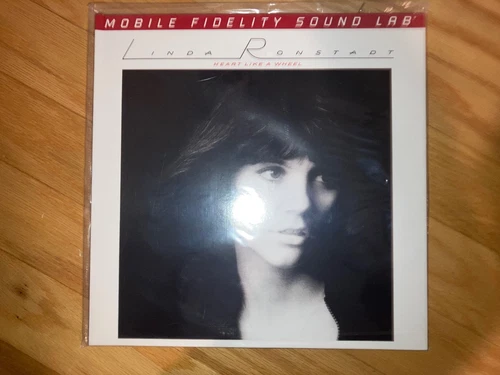 MOBILE FIDELITY SOUND LAB
LINDA RONSTADT
HEART LIKE A WHEEL